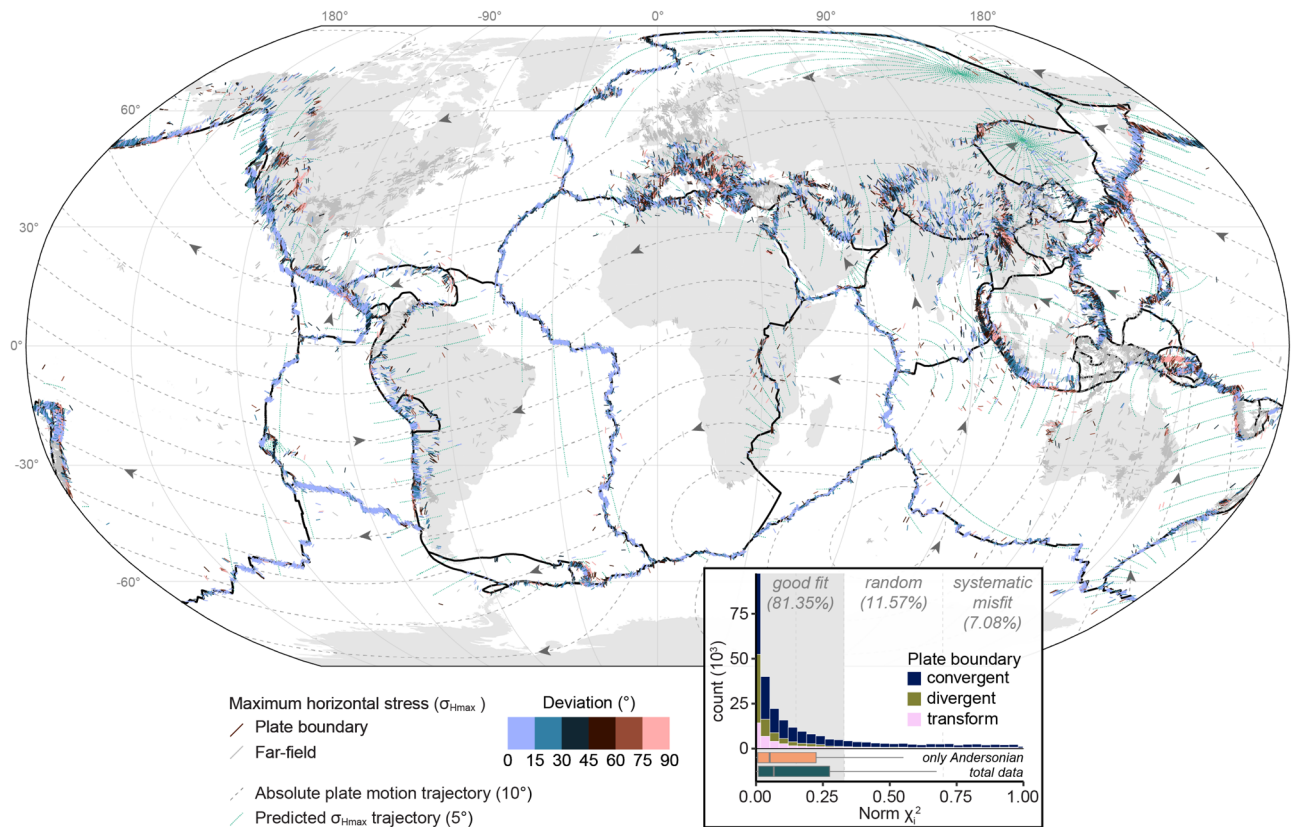 180° -90° 0° 90° 180°
60°
30°
0°
-30°
-60°
Maximum horizontal stress (σHmax )
Plate boundary
Far-field
Absolute plate motion trajectory (10°)
Predicted σHmax trajectory (5°)
Deviation (°)
0 15 30 45 60 75 90
good fit
(81.35%)
random
(11.57%)
systematic
misfit
(7.08%)
Plate boundary
convergent
divergent
transform
count (10³)
75
50
25
0
only Andersonian
total data
0.00 0.25 0.50 0.75 1.00
Norm χᵢ²